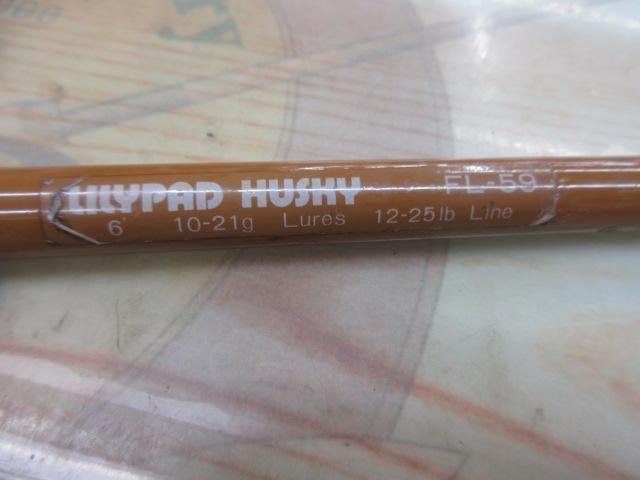 LILYPAD HUSKY FL-59
6' 10-21g Lures 12-25lb Line